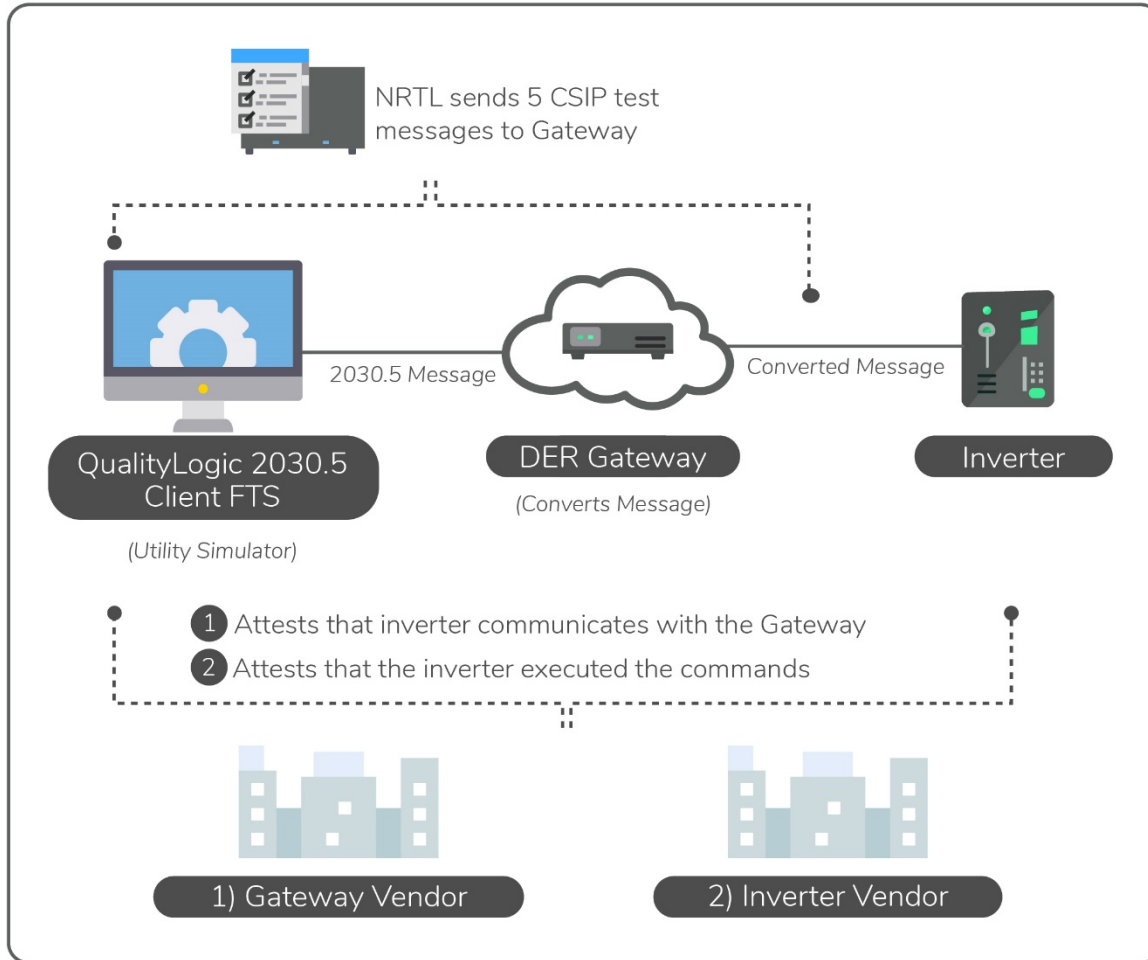 NRTL sends 5 CSIP test
messages to Gateway
2030.5 Message
Converted Message
QualityLogic 2030.5
Client FTS
(Utility Simulator)
DER Gateway
(Converts Message)
Inverter
1 Attests that inverter communicates with the Gateway
2 Attests that the inverter executed the commands
1) Gateway Vendor
2) Inverter Vendor